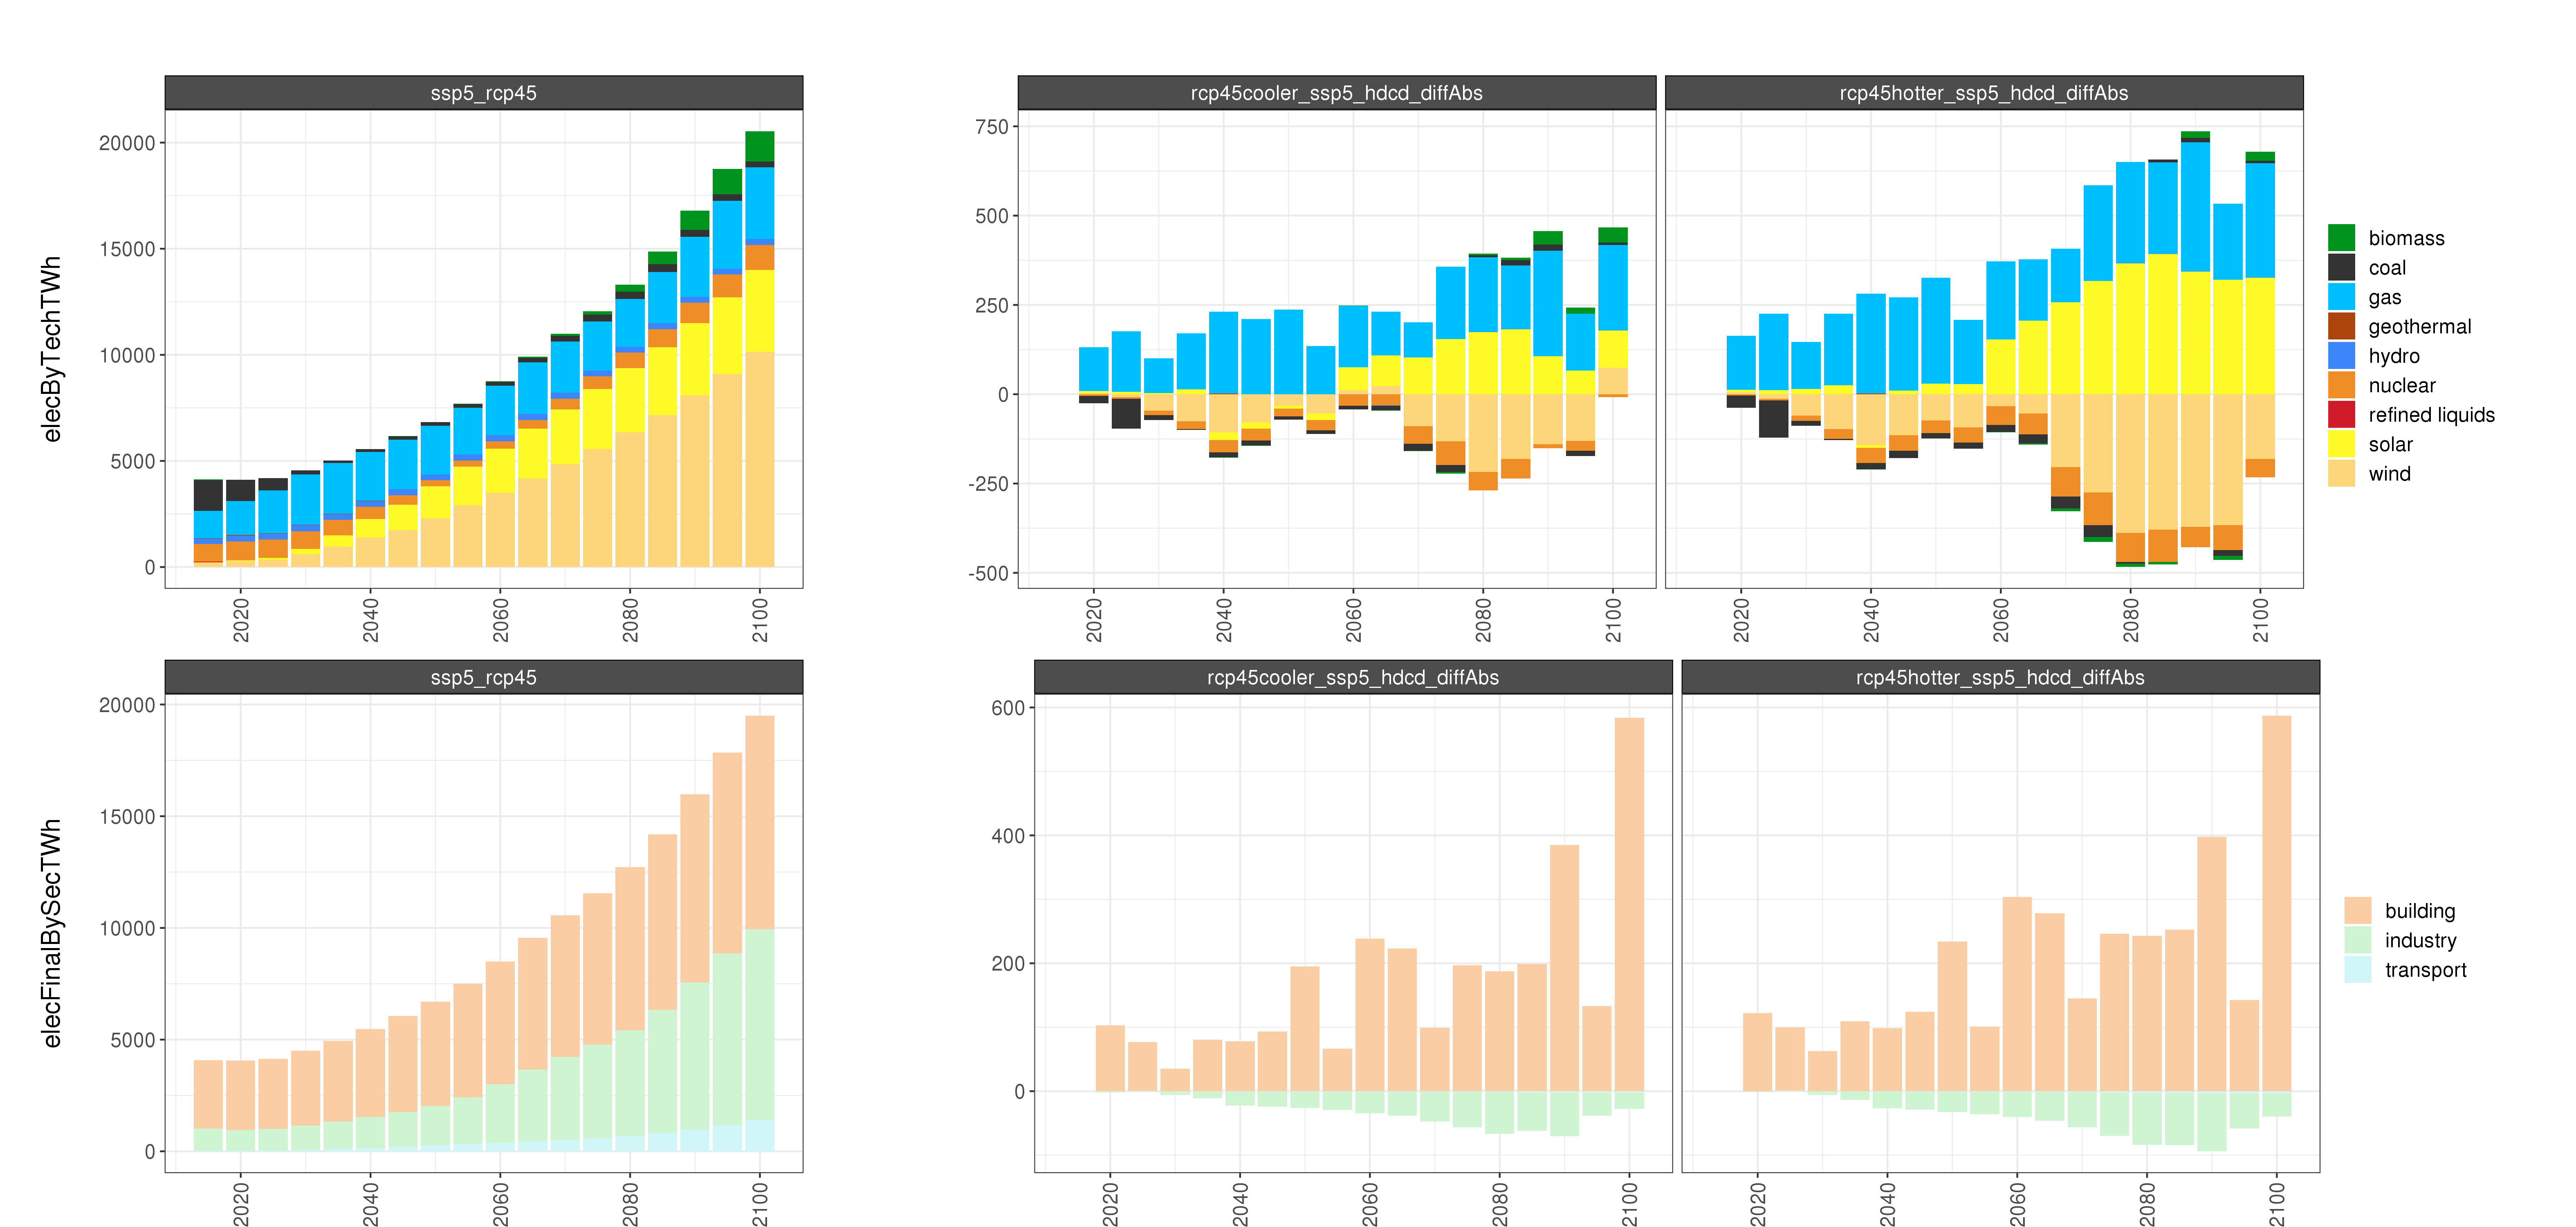 ssp5_rcp45
rcp45cooler_ssp5_hdcd_diffAbs
rcp45hotter_ssp5_hdcd_diffAbs
elecByTechTWh
20000
15000
10000
5000
0
2020
2040
2060
2080
2100
750
500
250
0
-250
-500
2020
2040
2060
2080
2100
2020
2040
2060
2080
2100
biomass
coal
gas
geothermal
hydro
nuclear
refined liquids
solar
wind
ssp5_rcp45
rcp45cooler_ssp5_hdcd_diffAbs
rcp45hotter_ssp5_hdcd_diffAbs
elecFinalBySecTWh
20000
15000
10000
5000
0
2020
2040
2060
2080
2100
600
400
200
0
2020
2040
2060
2080
2100
2020
2040
2060
2080
2100
building
industry
transport